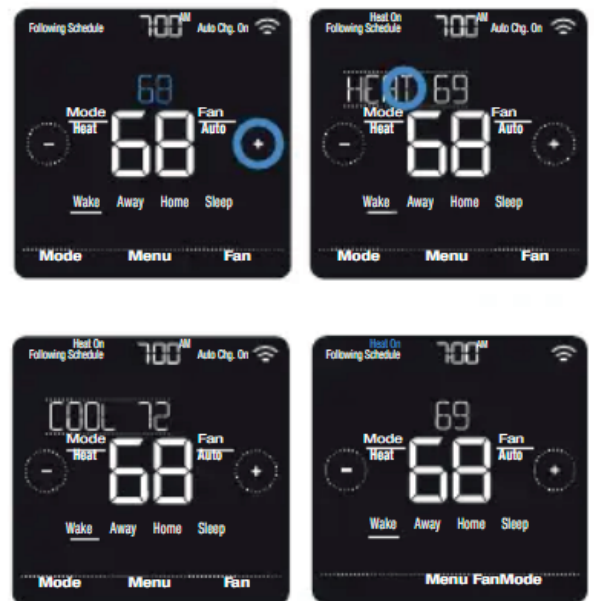 Following Schedule 7:00 AM Auto Chg. On
68
Mode Fan
Heat 68 Auto
- +
Wake Away Home Sleep
Mode Menu Fan
Heat On
Following Schedule 7:00 AM Auto Chg. On
HEAT 69
Mode Fan
Heat 68 Auto
- +
Wake Away Home Sleep
Mode Menu Fan
Heat On
Following Schedule 7:00 AM Auto Chg. On
COOL 72
Mode Fan
Heat 68 Auto
- +
Wake Away Home Sleep
Mode Menu Fan
Heat On
Following Schedule 7:00 AM
69
Mode Fan
Heat 68 Auto
- +
Wake Away Home Sleep
Menu FanMode